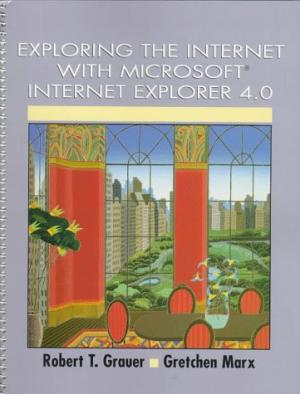 EXPLORING THE INTERNET
WITH MICROSOFT®
INTERNET EXPLORER 4.0
Robert T. Grauer ■ Gretchen Marx